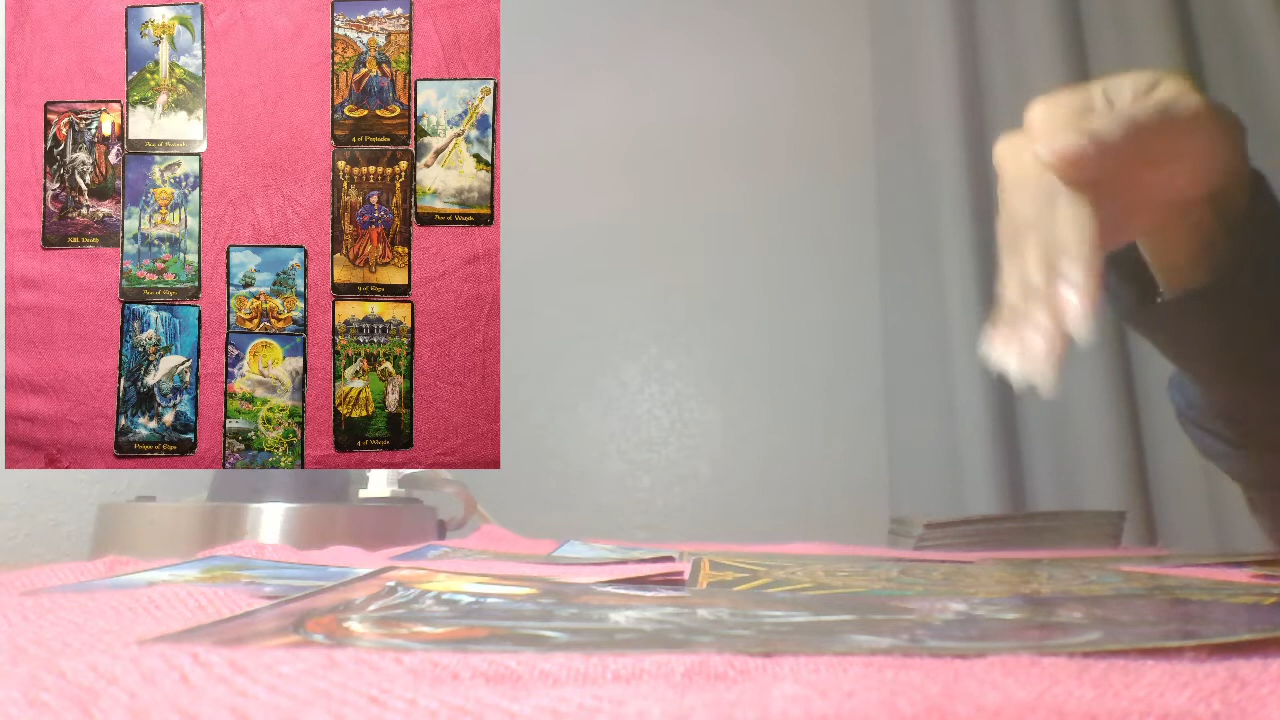 Ace of Swords
4 of Pentacles
XIII. Death
Ace of Cups
Ace of Wands
9 of Cups
Prince of Cups
4 of Wands